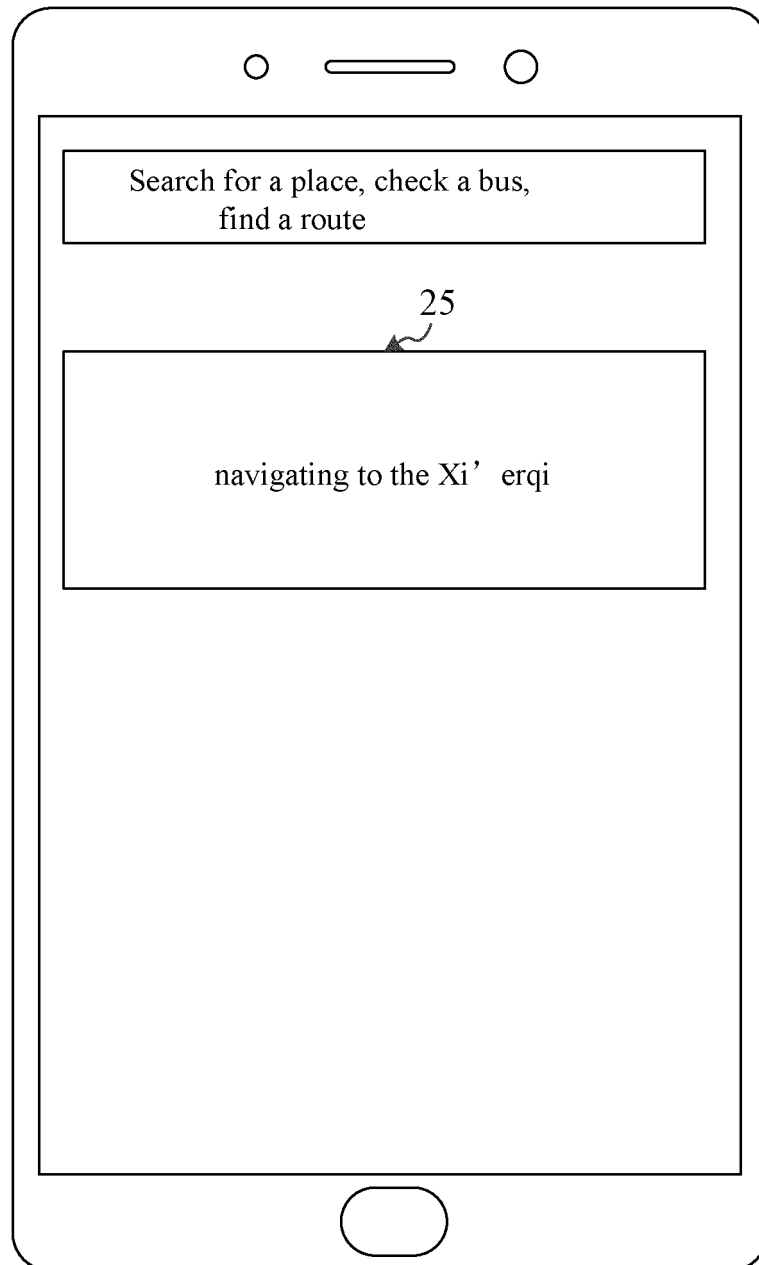 Search for a place, check a bus,
find a route
25
navigating to the Xi’ erqi